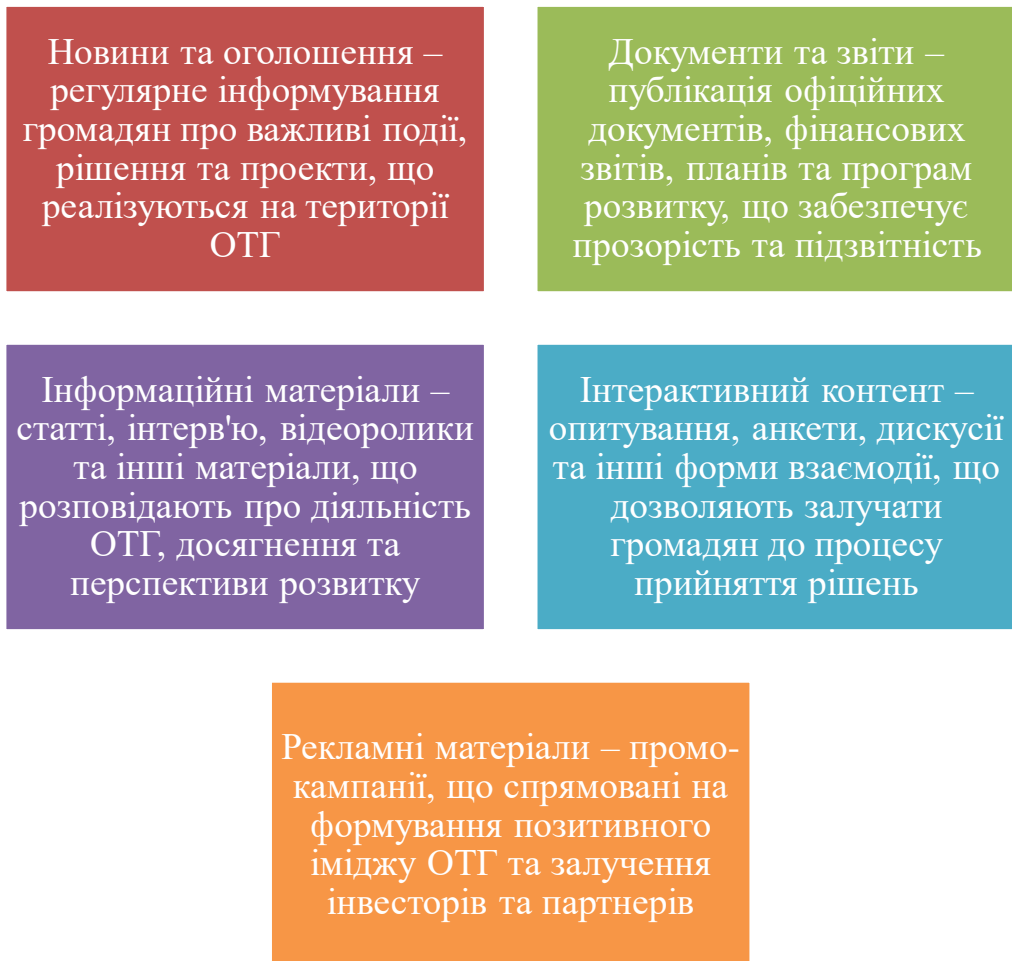 Новини та оголошення –
регулярне інформування
громадян про важливі події,
рішення та проекти, що
реалізуються на території
ОТГ
Документи та звіти –
публікація офіційних
документів, фінансових
звітів, планів та програм
розвитку, що забезпечує
прозорість та підзвітність
Інформаційні матеріали –
статті, інтерв'ю, відеоролики
та інші матеріали, що
розповідають про діяльність
ОТГ, досягнення та
перспективи розвитку
Інтерактивний контент –
опитування, анкети, дискусії
та інші форми взаємодії, що
дозволяють залучати
громадян до процесу
прийняття рішень
Рекламні матеріали – промо-
кампанії, що спрямовані на
формування позитивного
іміджу ОТГ та залучення
інвесторів та партнерів